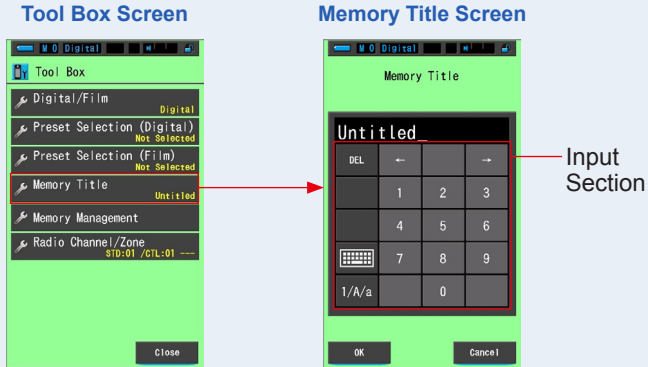 Tool Box Screen
Memory Title Screen
M 0 Digital
Tool Box
Digital/Film
Digital
Preset Selection (Digital)
Not Selected
Preset Selection (Film)
Not Selected
Memory Title
Untitled
Memory Management
Radio Channel/Zone
STD:01 /CTL:01 ---
Close
M 0 Digital
Memory Title
Untitled_
DEL ← →
1 2 3
4 5 6
7 8 9
1/A/a 0
OK Cancel
Input
Section